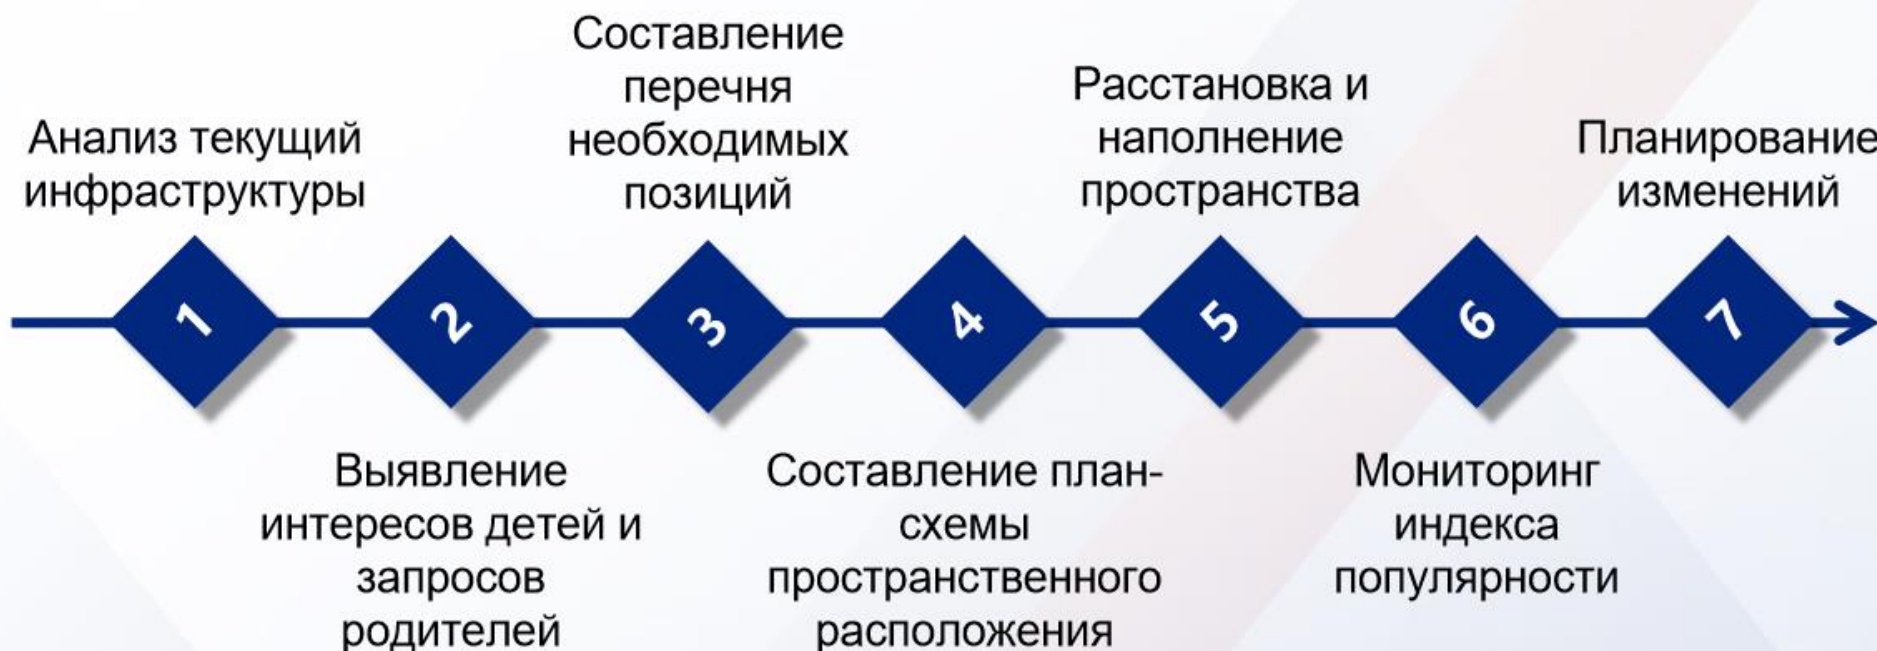 Анализ текущий
инфраструктуры
1
Выявление
интересов детей и
запросов
родителей
2
Составление
перечня
необходимых
позиций
3
Составление план-
схемы
пространственного
расположения
4
Расстановка и
наполнение
пространства
5
Мониторинг
индекса
популярности
6
Планирование
изменений
7